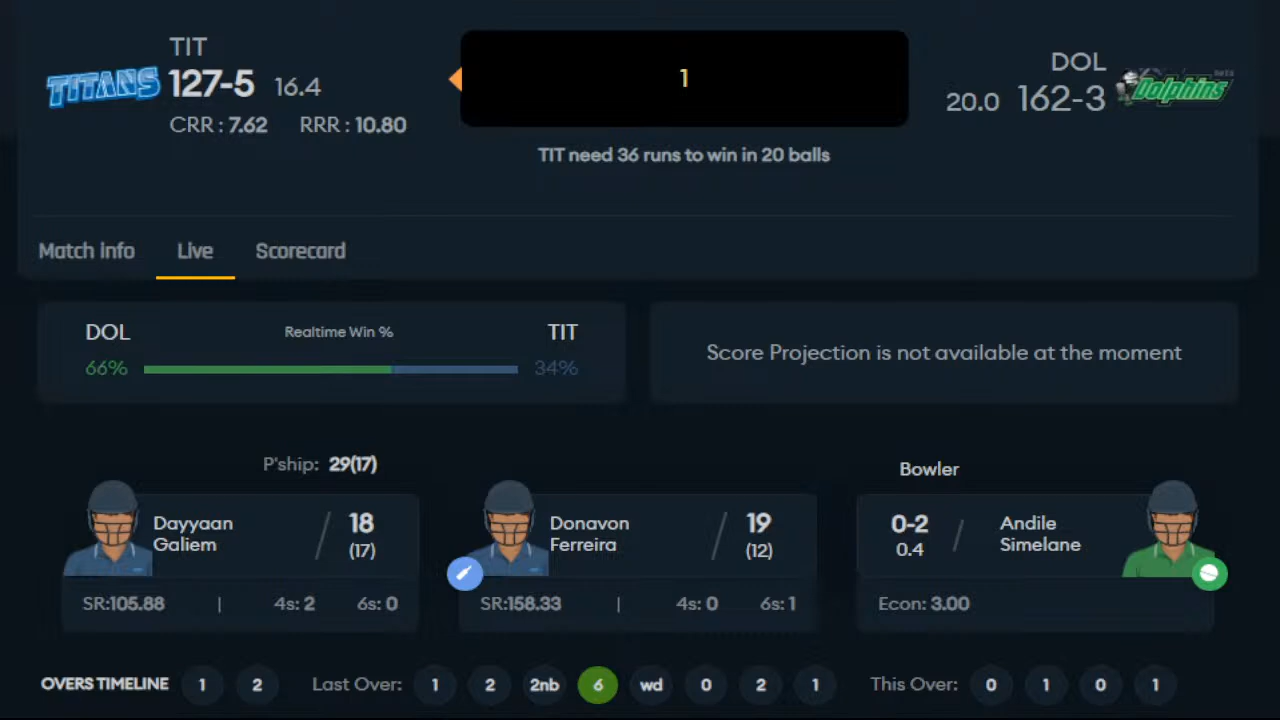 TIT
TITANS
127-5 16.4
CRR : 7.62 RRR : 10.80
1
TIT need 36 runs to win in 20 balls
DOL
20.0 162-3
Dolphins
Match info Live Scorecard
DOL Realtime Win % TIT
66% 34%
Score Projection is not available at the moment
P'ship: 29(17)
Dayyaan Galiem
18
(17)
SR:105.88 | 4s: 2 6s: 0
Donavon Ferreira
19
(12)
SR:158.33 | 4s: 0 6s: 1
Bowler
0-2
0.4
Andile Simelane
Econ: 3.00
OVERS TIMELINE 1 2 Last Over: 1 2 2nb 6 wd 0 2 1 This Over: 0 1 0 1